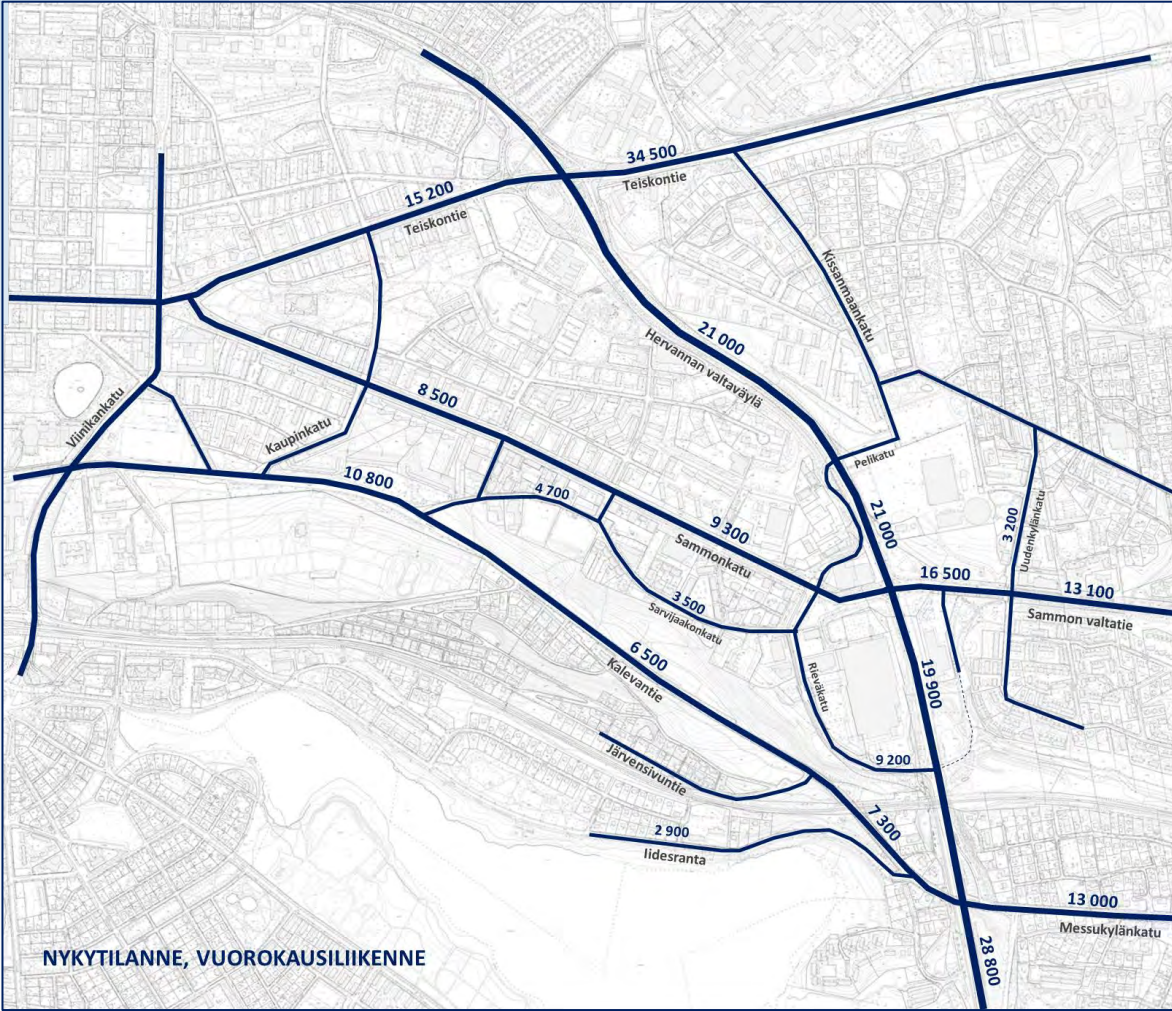 34 500
Teiskontie
15 200
Teiskontie
Kissanmaankatu
21 000
Hervannan valtaväylä
8 500
Viinikankatu
Kaupinkatu
10 800
4 700
Pelikatu
21 000
9 300
Sammonkatu
3 200
Uudenkylänkatu
16 500
13 100
Sammon valtatie
3 500
Sarvijaakonkatu
6 500
Kalevantie
Rieväkatu
19 900
9 200
Järvensivuntie
7 300
2 900
Iidesranta
13 000
Messukylänkatu
28 800
NYKYTILANNE, VUOROKAUSILIIKENNE